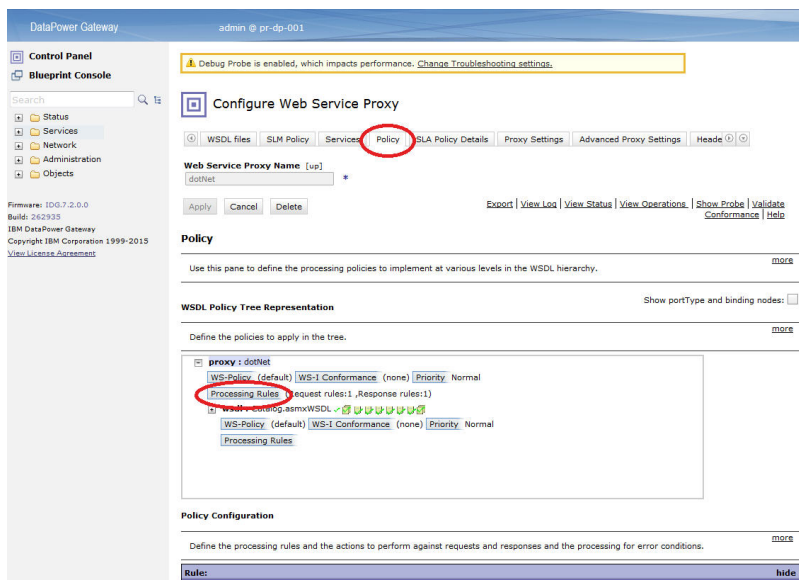 DataPower Gateway admin @ pr-dp-001
Control Panel
Blueprint Console
Search
Status
Services
Network
Administration
Objects
Firmware: IDG.7.2.0.0
Build: 262935
IBM DataPower Gateway
Copyright IBM Corporation 1999-2015
View License Agreement
Debug Probe is enabled, which impacts performance. Change Troubleshooting settings.
Configure Web Service Proxy
WSDL files SLM Policy Services Policy SLA Policy Details Proxy Settings Advanced Proxy Settings Heade
Web Service Proxy Name [up]
dotNet *
Apply Cancel Delete
Export | View Log | View Status | View Operations | Show Probe | Validate
Conformance | Help
Policy
more
Use this pane to define the processing policies to implement at various levels in the WSDL hierarchy.
WSDL Policy Tree Representation
Show portType and binding nodes:
more
Define the policies to apply in the tree.
proxy : dotNet
WS-Policy (default) WS-I Conformance (none) Priority Normal
Processing Rules (Request rules:1 ,Response rules:1)
wsdl : Catalog.asmxWSDL
WS-Policy (default) WS-I Conformance (none) Priority Normal
Processing Rules
Policy Configuration
more
Define the processing rules and the actions to perform against requests and responses and the processing for error conditions.
Rule: hide